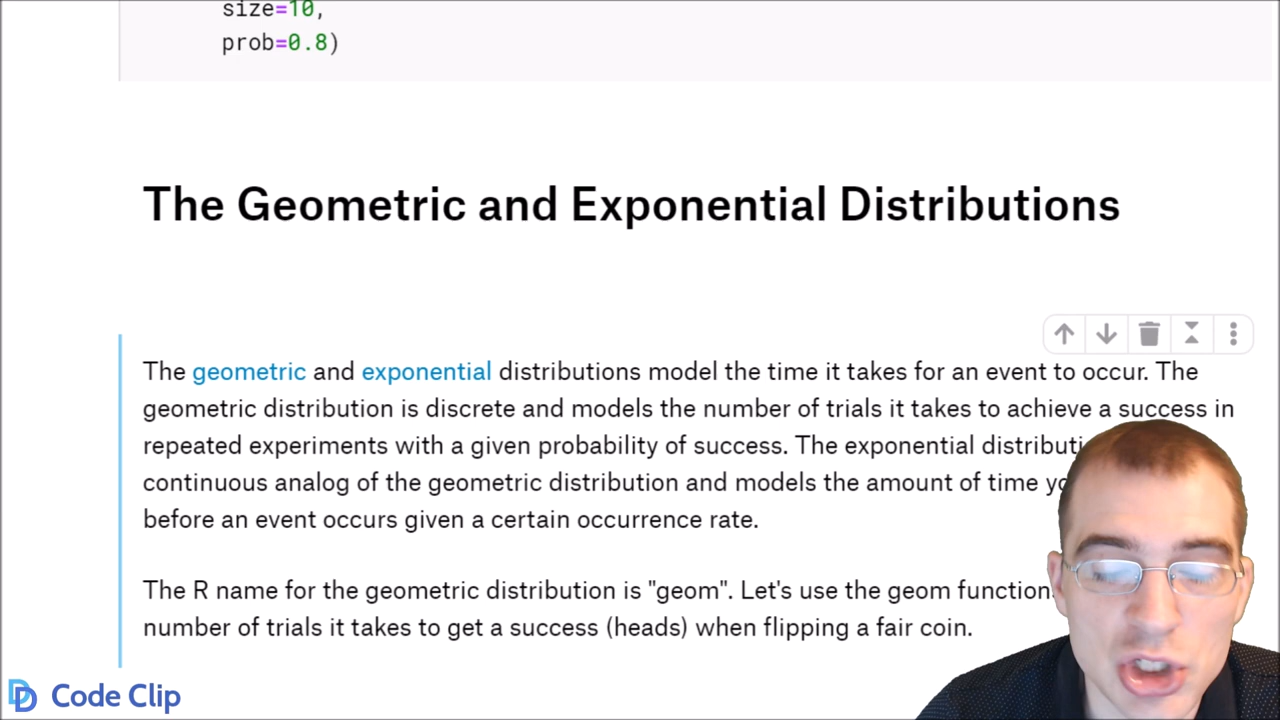 size=10,
prob=0.8)
The Geometric and Exponential Distributions
The geometric and exponential distributions model the time it takes for an event to occur. The
geometric distribution is discrete and models the number of trials it takes to achieve a success in
repeated experiments with a given probability of success. The exponential
continuous analog of the geometric distribution and models the amount of time
before an event occurs given a certain occurrence rate.
The R name for the geometric distribution is "geom". Let's use the geom
number of trials it takes to get a success (heads) when flipping a fair coin.
Code Clip